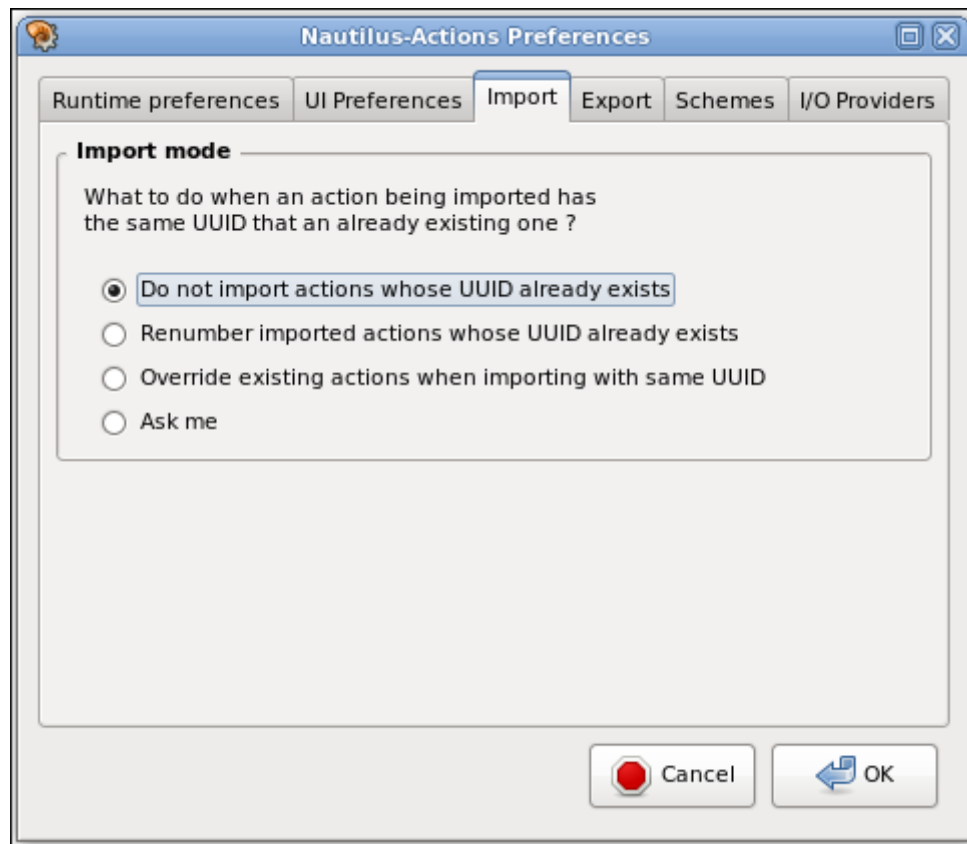 Nautilus-Actions Preferences
Runtime preferences UI Preferences Import Export Schemes I/O Providers
Import mode
What to do when an action being imported has
the same UUID that an already existing one ?
Do not import actions whose UUID already exists
Renumber imported actions whose UUID already exists
Override existing actions when importing with same UUID
Ask me
Cancel OK